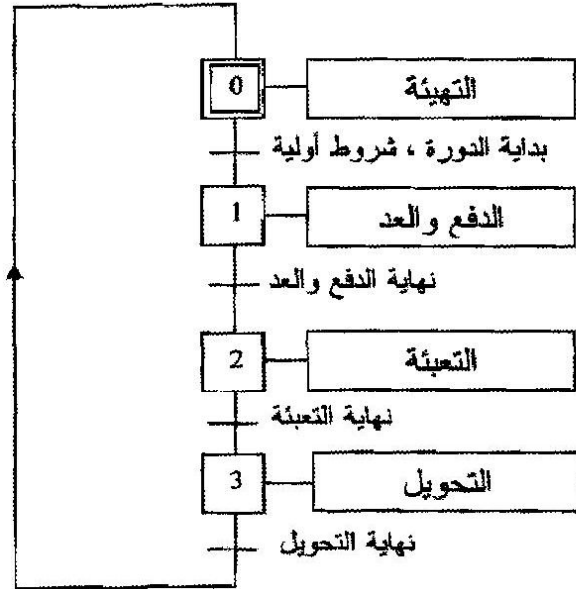 0 التهيئة
بداية الدورة ، شروط أولية
1 الدفع والعد
نهاية الدفع والعد
2 التعبئة
نهاية التعبئة
3 التحويل
نهاية التحويل